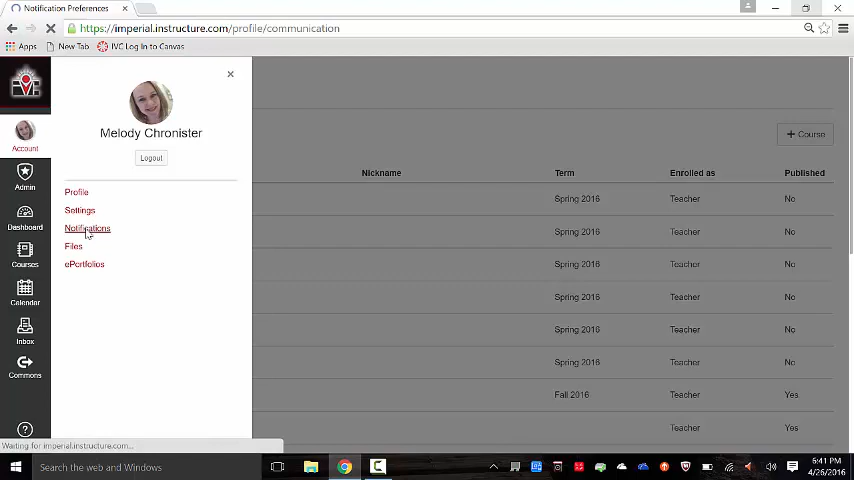 Notification Preferences
https://imperial.instructure.com/profile/communication
Apps New Tab IVC Log In to Canvas
Melody Chronister
Logout
Profile
Settings
Notifications
Files
ePortfolios
Account
Admin
Dashboard
Courses
Calendar
Inbox
Commons
+ Course
Nickname Term Enrolled as Published
Spring 2016 Teacher No
Spring 2016 Teacher No
Spring 2016 Teacher No
Spring 2016 Teacher No
Spring 2016 Teacher No
Spring 2016 Teacher No
Fall 2016 Teacher Yes
Teacher Yes
Waiting for imperial.instructure.com...
Search the web and Windows
6:41 PM
4/26/2016